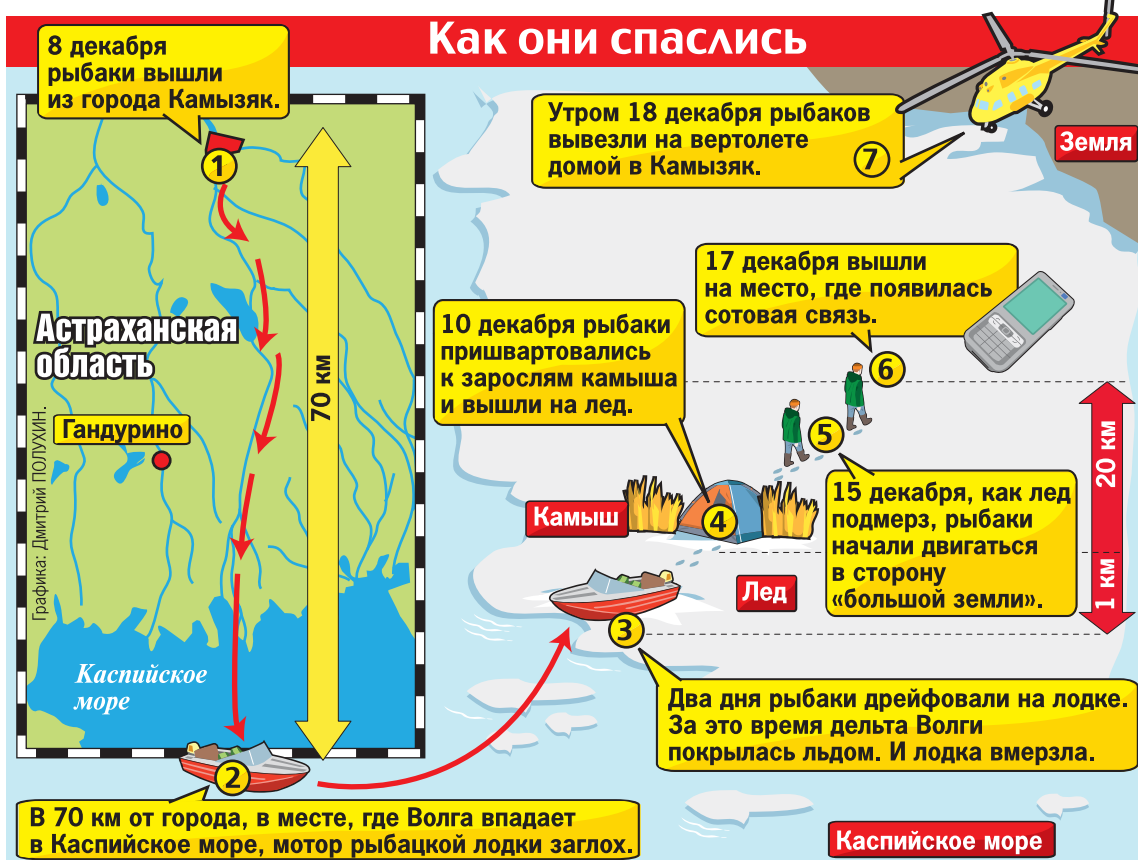 Как они спаслись
8 декабря
рыбаки вышли
из города Камызяк.
1
70 км
Астраханская
область
Гандурино
Графика: Дмитрий ПОЛУХИН.
Каспийское
море
2
В 70 км от города, в месте, где Волга впадает
в Каспийское море, мотор рыбацкой лодки заглох.
3
Два дня рыбаки дрейфовали на лодке.
За это время дельта Волги
покрылась льдом. И лодка вмерзла.
10 декабря рыбаки
пришвартовались
к зарослям камыша
и вышли на лед.
4
Камыш
Лед
5
15 декабря, как лед
подмерз, рыбаки
начали двигаться
в сторону
«большой земли».
17 декабря вышли
на место, где появилась
сотовая связь.
6
20 км
1 км
Утром 18 декабря рыбаков
вывезли на вертолете
домой в Камызяк.
7
Земля
Каспийское море